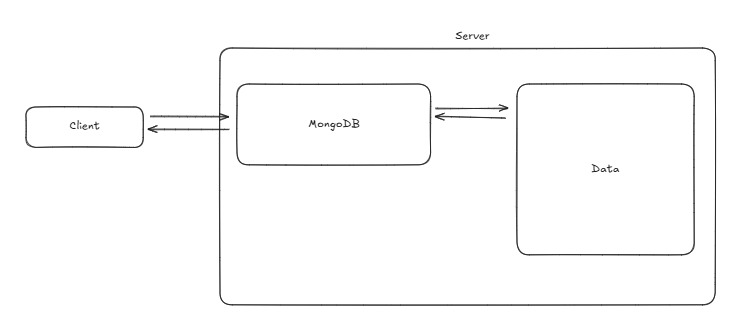 Server
Client
MongoDB
Data